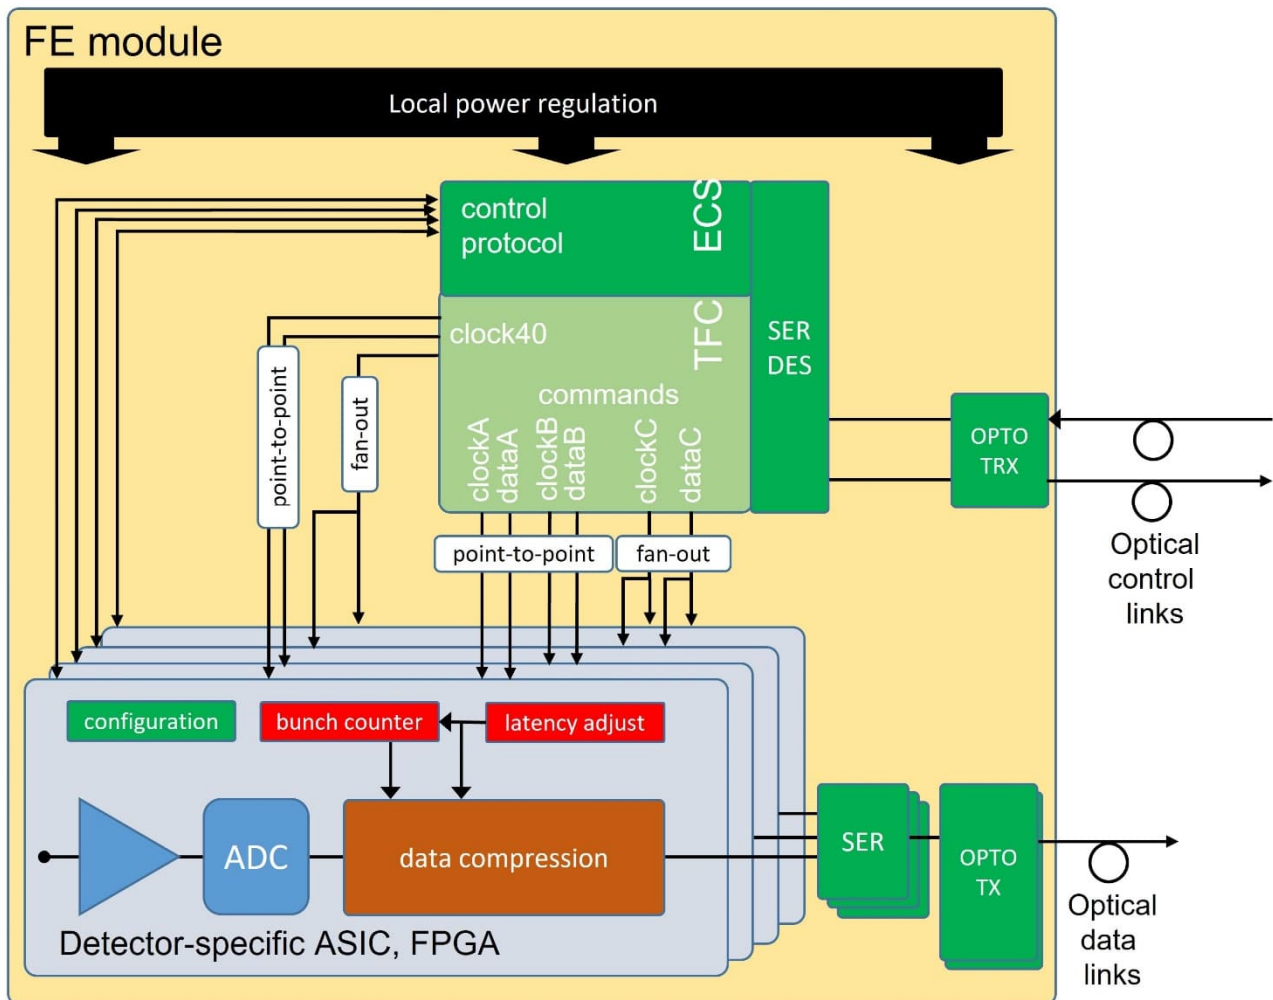 FE module
Local power regulation
control
protocol
ECS
clock40
TFC
SER
DES
commands
clockA
dataA
clockB
dataB
clockC
dataC
point-to-point
fan-out
point-to-point
fan-out
OPTO
TRX
Optical
control
links
configuration
bunch counter
latency adjust
ADC
data compression
SER
OPTO
TX
Detector-specific ASIC, FPGA
Optical
data
links